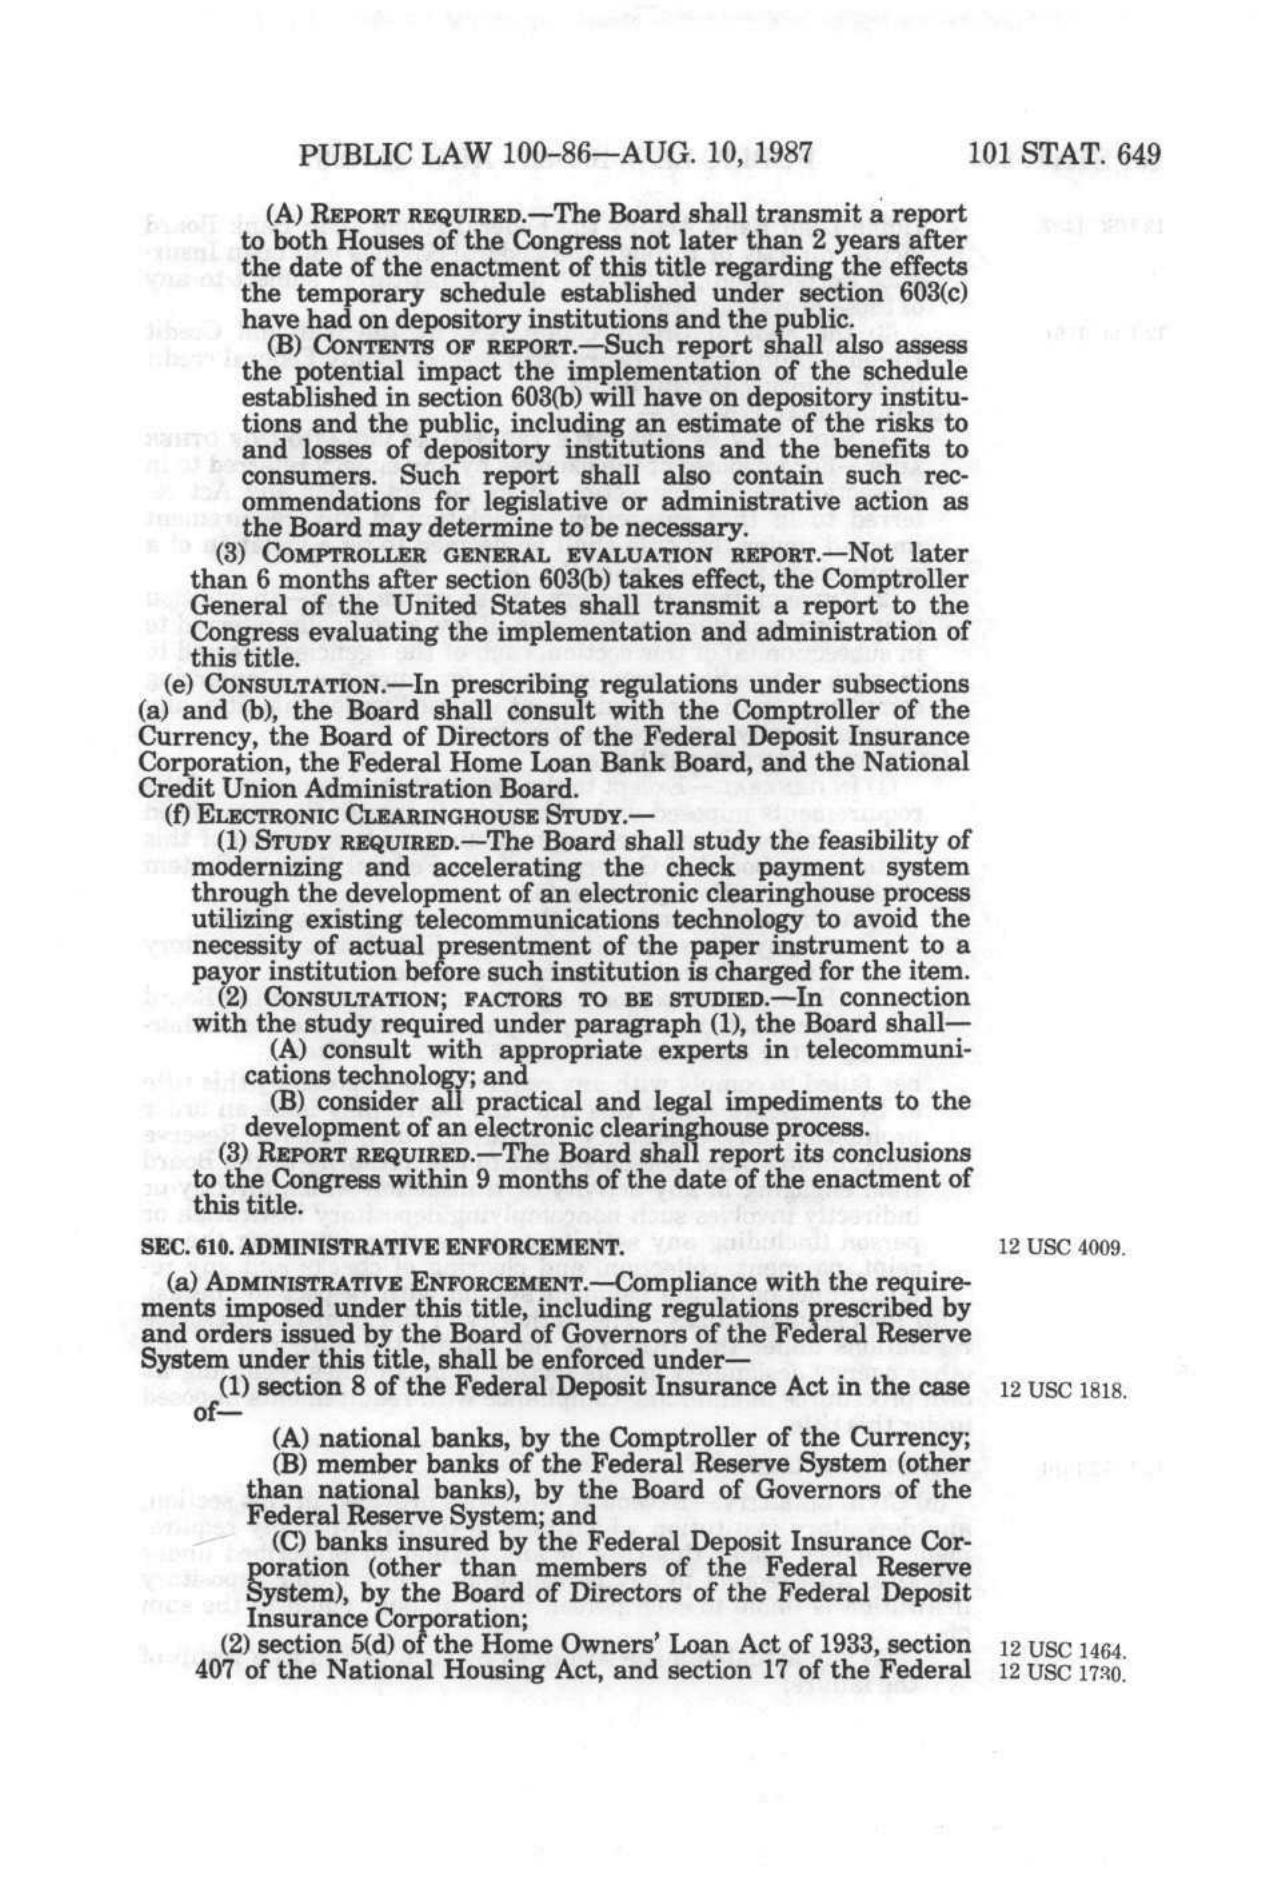 PUBLIC LAW 100-86—AUG. 10, 1987 101 STAT. 649
(A) REPORT REQUIRED.—The Board shall transmit a report
to both Houses of the Congress not later than 2 years after
the date of the enactment of this title regarding the effects
the temporary schedule established under section 603(c)
have had on depository institutions and the public.
(B) CONTENTS OF REPORT.—Such report shall also assess
the potential impact the implementation of the schedule
established in section 603(b) will have on depository institu-
tions and the public, including an estimate of the risks to
and losses of depository institutions and the benefits to
consumers. Such report shall also contain such rec-
ommendations for legislative or administrative action as
the Board may determine to be necessary.
(3) COMPTROLLER GENERAL EVALUATION REPORT.—Not later
than 6 months after section 603(b) takes effect, the Comptroller
General of the United States shall transmit a report to the
Congress evaluating the implementation and administration of
this title.
(e) CONSULTATION.—In prescribing regulations under subsections
(a) and (b), the Board shall consult with the Comptroller of the
Currency, the Board of Directors of the Federal Deposit Insurance
Corporation, the Federal Home Loan Bank Board, and the National
Credit Union Administration Board.
(f) ELECTRONIC CLEARINGHOUSE STUDY.—
(1) STUDY REQUIRED.—The Board shall study the feasibility of
modernizing and accelerating the check payment system
through the development of an electronic clearinghouse process
utilizing existing telecommunications technology to avoid the
necessity of actual presentment of the paper instrument to a
payor institution before such institution is charged for the item.
(2) CONSULTATION; FACTORS TO BE STUDIED.—In connection
with the study required under paragraph (1), the Board shall—
(A) consult with appropriate experts in telecommuni-
cations technology; and
(B) consider all practical and legal impediments to the
development of an electronic clearinghouse process.
(3) REPORT REQUIRED.—The Board shall report its conclusions
to the Congress within 9 months of the date of the enactment of
this title.
SEC. 610. ADMINISTRATIVE ENFORCEMENT. 12 USC 4009.
(a) ADMINISTRATIVE ENFORCEMENT.—Compliance with the require-
ments imposed under this title, including regulations prescribed by
and orders issued by the Board of Governors of the Federal Reserve
System under this title, shall be enforced under—
(1) section 8 of the Federal Deposit Insurance Act in the case 12 USC 1818.
of—
(A) national banks, by the Comptroller of the Currency;
(B) member banks of the Federal Reserve System (other
than national banks), by the Board of Governors of the
Federal Reserve System; and
(C) banks insured by the Federal Deposit Insurance Cor-
poration (other than members of the Federal Reserve
System), by the Board of Directors of the Federal Deposit
Insurance Corporation;
(2) section 5(d) of the Home Owners' Loan Act of 1933, section 12 USC 1464.
407 of the National Housing Act, and section 17 of the Federal 12 USC 1730.